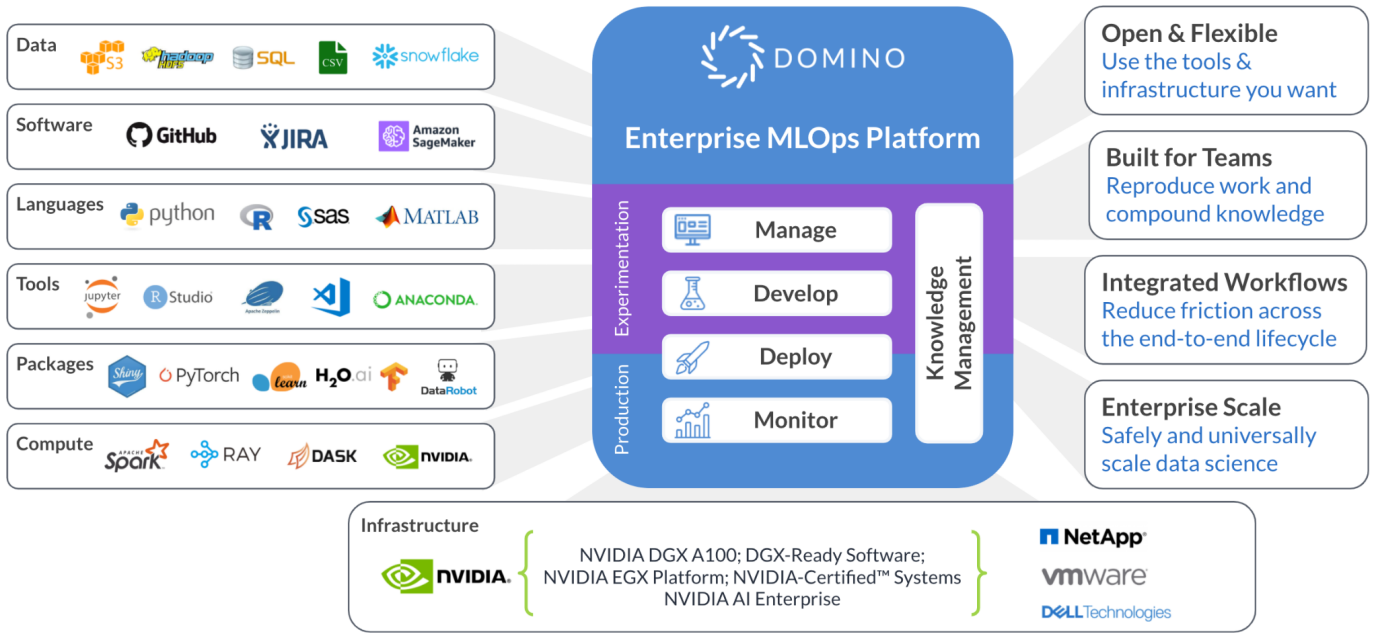 Data
S3
hadoop
HDFS
SQL
CSV
snowflake
Software
GitHub
JIRA
Amazon
SageMaker
Languages
python
R
sas
MATLAB
Tools
jupyter
R Studio
Apache Zeppelin
ANACONDA
Packages
Shiny
PyTorch
learn
H2O.ai
DataRobot
Compute
APACHE
Spark
RAY
DASK
NVIDIA.
DOMINO
Enterprise MLOps Platform
Experimentation
Production
Manage
Develop
Deploy
Monitor
Knowledge
Management
Open & Flexible
Use the tools &
infrastructure you want
Built for Teams
Reproduce work and
compound knowledge
Integrated Workflows
Reduce friction across
the end-to-end lifecycle
Enterprise Scale
Safely and universally
scale data science
Infrastructure
NVIDIA.
NVIDIA DGX A100; DGX-Ready Software;
NVIDIA EGX Platform; NVIDIA-Certified™ Systems
NVIDIA AI Enterprise
NetApp
vmware
DELLTechnologies